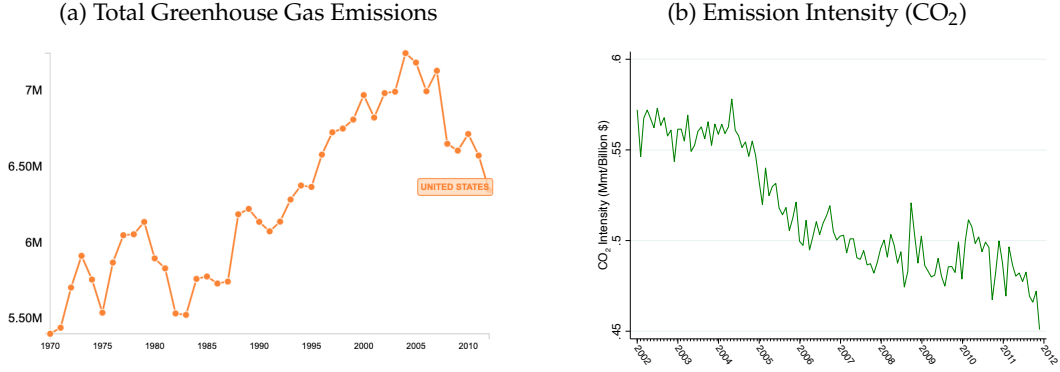 (a) Total Greenhouse Gas Emissions
7M
6.50M
6M
5.50M
UNITED STATES
1970 1975 1980 1985 1990 1995 2000 2005 2010
(b) Emission Intensity (CO₂)
CO₂ Intensity (Mmt/Billion $)
.6
.55
.5
.45
2002 2003 2004 2005 2006 2007 2008 2009 2010 2011 2012